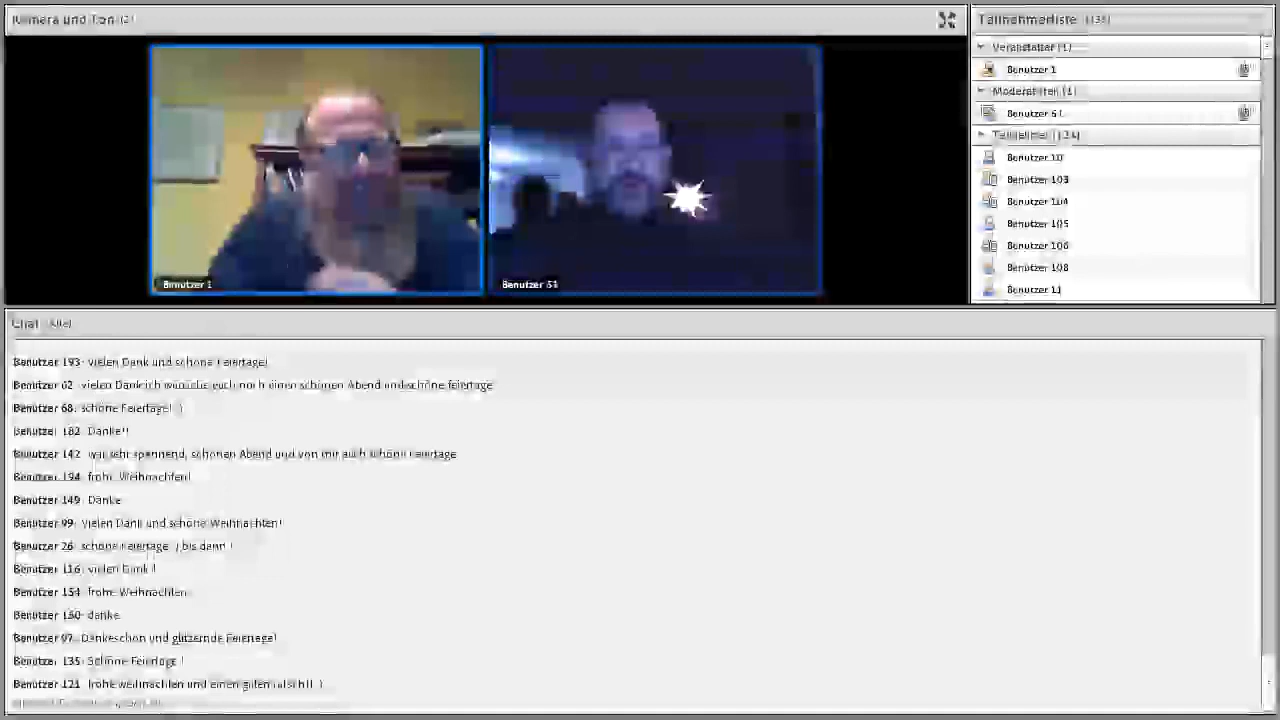 Kamera und Ton (2)
Teilnehmerliste
Veranstalter (1)
Benutzer 1
Moderatoren (1)
Benutzer 10
Benutzer 103
Benutzer 104
Benutzer 105
Benutzer 106
Benutzer 108
Benutzer 11
Benutzer 1
Benutzer
Chat
Benutzer 193: vielen Dank und schöne Feiertage!
Benutzer 62: vielen Dank ich wünsche euch noch einen schönen Abend und schöne feiertage
Benutzer 68: schöne Feiertage! :)
Benutzer 182: Danke!!
Benutzer 142: war sehr spannend, schönen Abend und von mir auch schöne Feiertage
Benutzer 194: frohe Weihnachten!
Benutzer 149: Danke
Benutzer 99: Vielen Dank und schöne Weihnachten!
Benutzer 26: schöne Feiertage :) bis dann !
Benutzer 116: vielen Dank !
Benutzer 154: frohe Weihnachten
Benutzer 150: danke
Benutzer 97: Dankeschön und glitzernde Feiertage!
Benutzer 135: Schöne Feiertage !
Benutzer 121: frohe weihnachten und einen guten